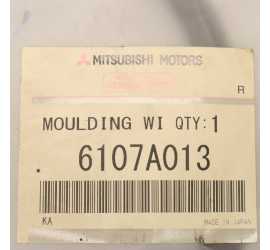 MITSUBISHI MOTORS
R
MOULDING WI QTY:1
6107A013
KA
MADE IN JAPAN